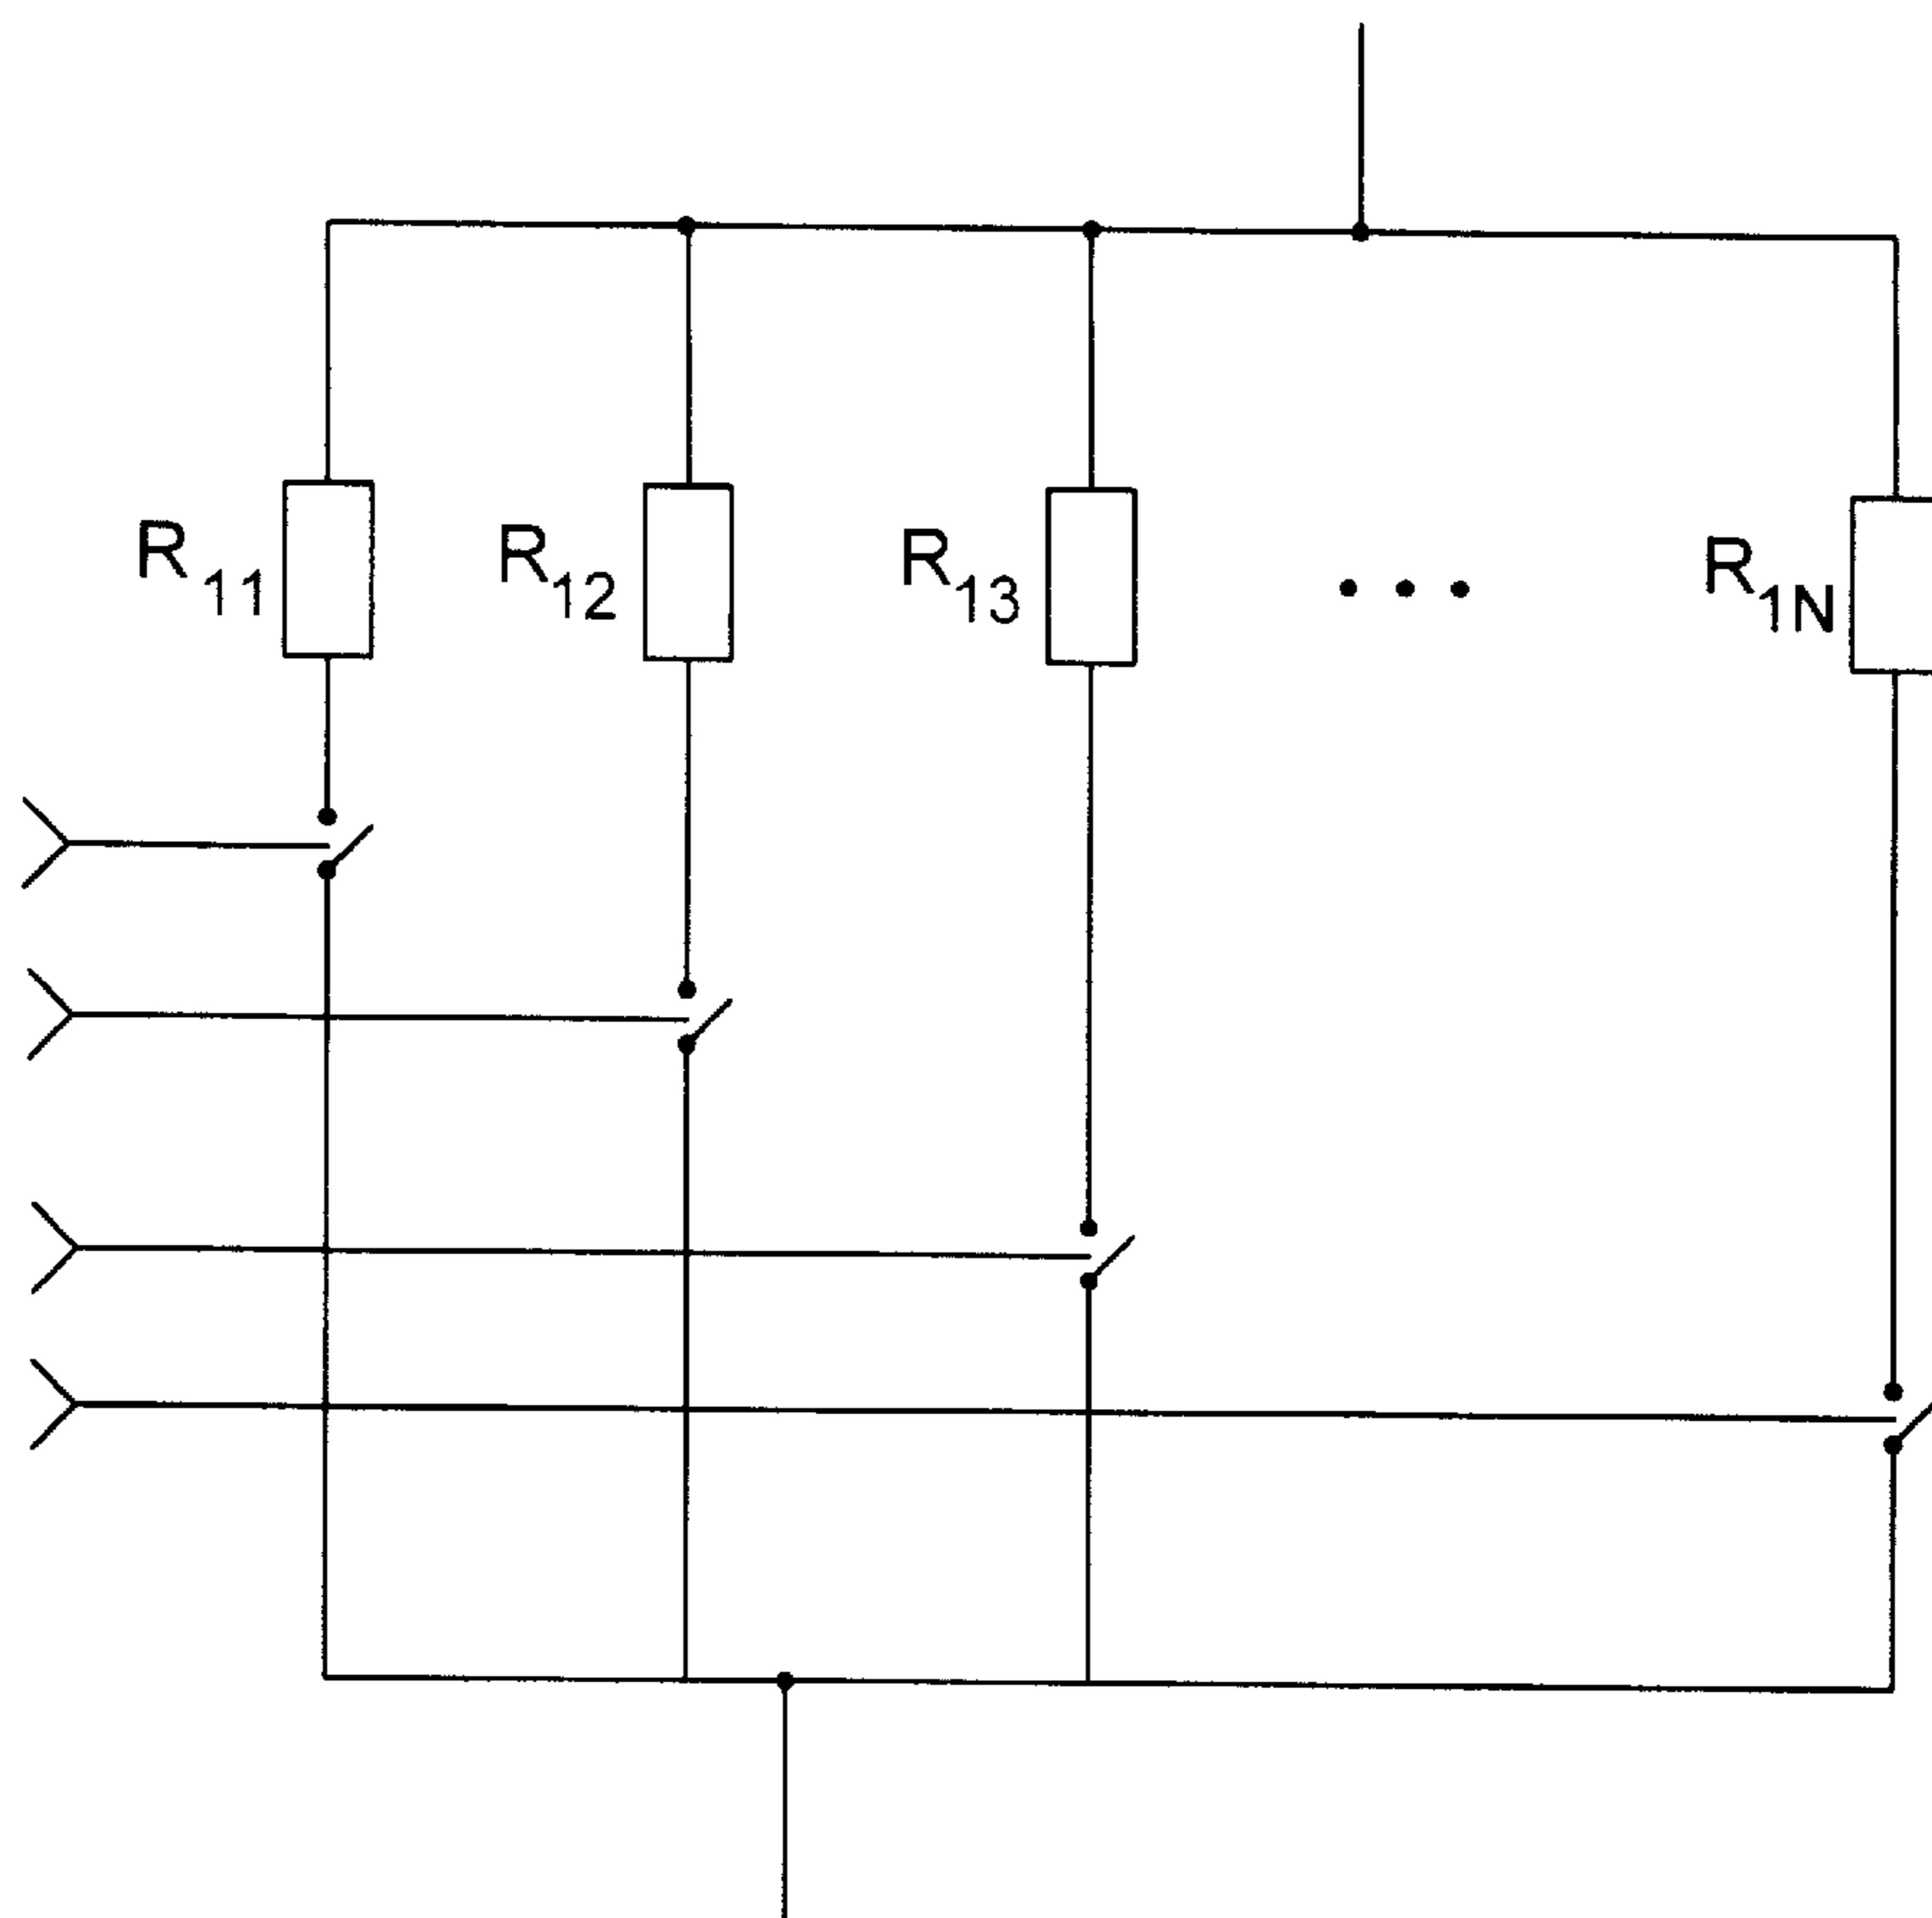 R11
R12
R13
. . .
R1N